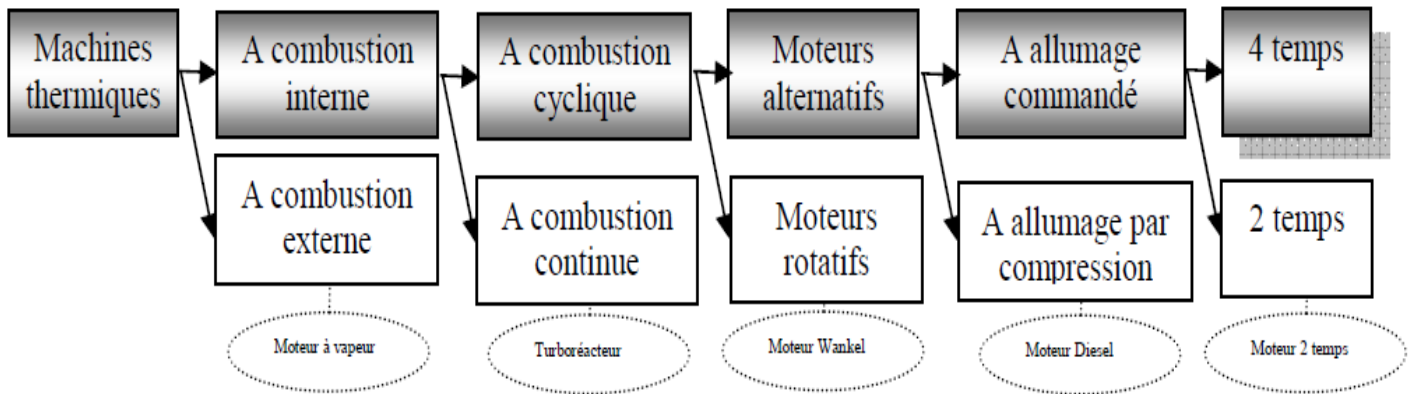 Machines
thermiques
A combustion
interne
A combustion
cyclique
Moteurs
alternatifs
A allumage
commandé
4 temps
A combustion
externe
A combustion
continue
Moteurs
rotatifs
A allumage par
compression
2 temps
Moteur à vapeur
Turboréacteur
Moteur Wankel
Moteur Diesel
Moteur 2 temps